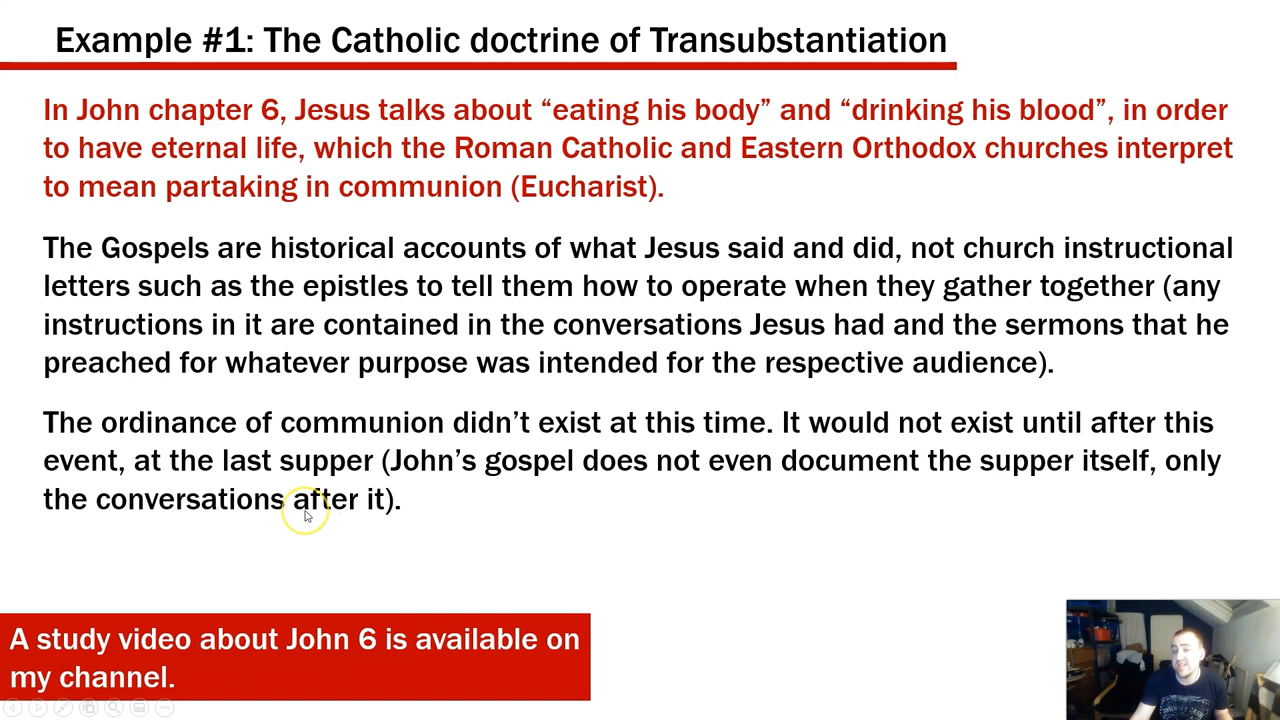 Example #1: The Catholic doctrine of Transubstantiation
In John chapter 6, Jesus talks about “eating his body” and “drinking his blood”, in order
to have eternal life, which the Roman Catholic and Eastern Orthodox churches interpret
to mean partaking in communion (Eucharist).
The Gospels are historical accounts of what Jesus said and did, not church instructional
letters such as the epistles to tell them how to operate when they gather together (any
instructions in it are contained in the conversations Jesus had and the sermons that he
preached for whatever purpose was intended for the respective audience).
The ordinance of communion didn’t exist at this time. It would not exist until after this
event, at the last supper (John’s gospel does not even document the supper itself, only
the conversations after it).
A study video about John 6 is available on
my channel.